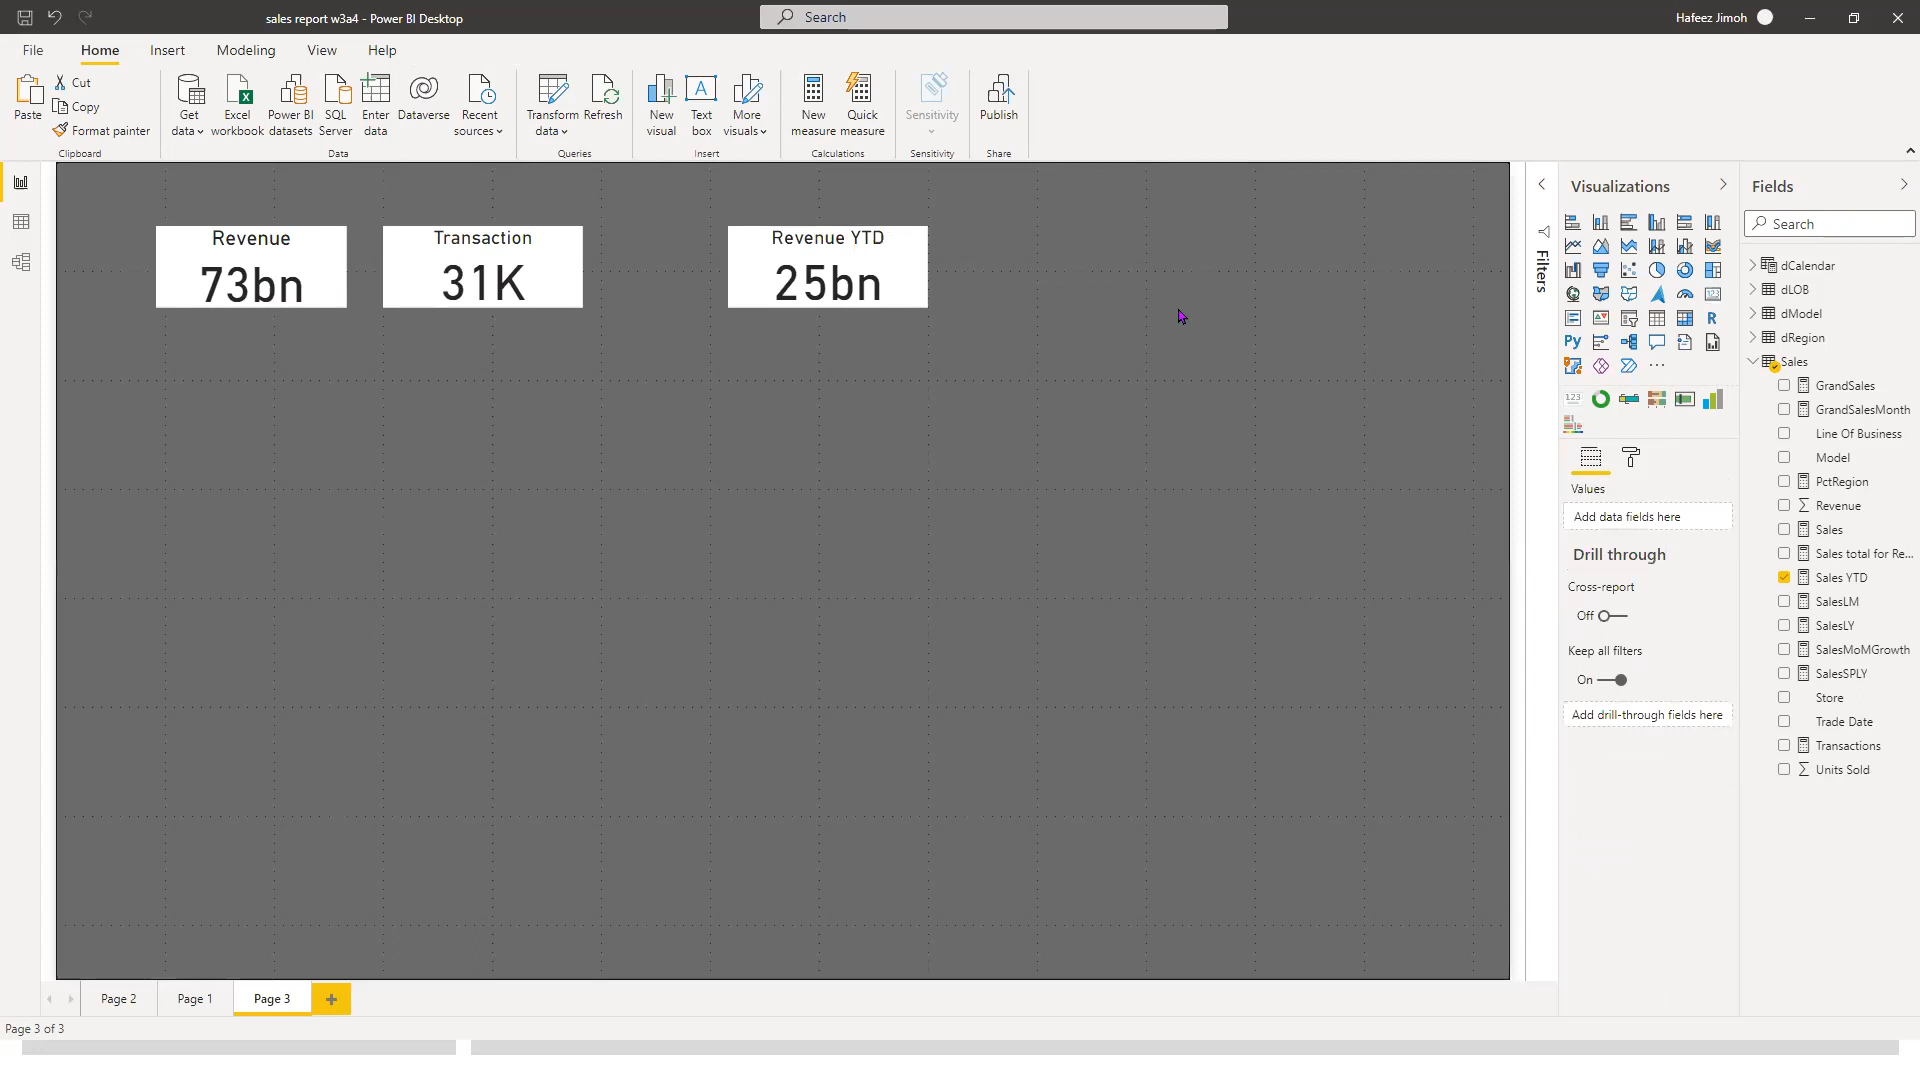 sales report w3a4 - Power BI Desktop
Search
Hafeez Jimoh
File Home Insert Modeling View Help
Paste
Cut
Copy
Format painter
Clipboard
Get data
Excel workbook
Power BI datasets
SQL Server
Enter data
Dataverse
Recent sources
Data
Transform data
Refresh
Queries
New visual
Text box
More visuals
Insert
New measure
Quick measure
Calculations
Sensitivity
Sensitivity
Publish
Share
Revenue
73bn
Transaction
31K
Revenue YTD
25bn
Filters
Visualizations
R
Py
123
123
Values
Add data fields here
Drill through
Cross-report
Off
Keep all filters
On
Add drill-through fields here
Fields
Search
dCalendar
dLOB
dModel
dRegion
Sales
GrandSales
GrandSalesMonth
Line Of Business
Model
PctRegion
Revenue
Sales
Sales total for Re...
Sales YTD
SalesLM
SalesLY
SalesMoMGrowth
SalesSPLY
Store
Trade Date
Transactions
Units Sold
Page 2 Page 1 Page 3
Page 3 of 3